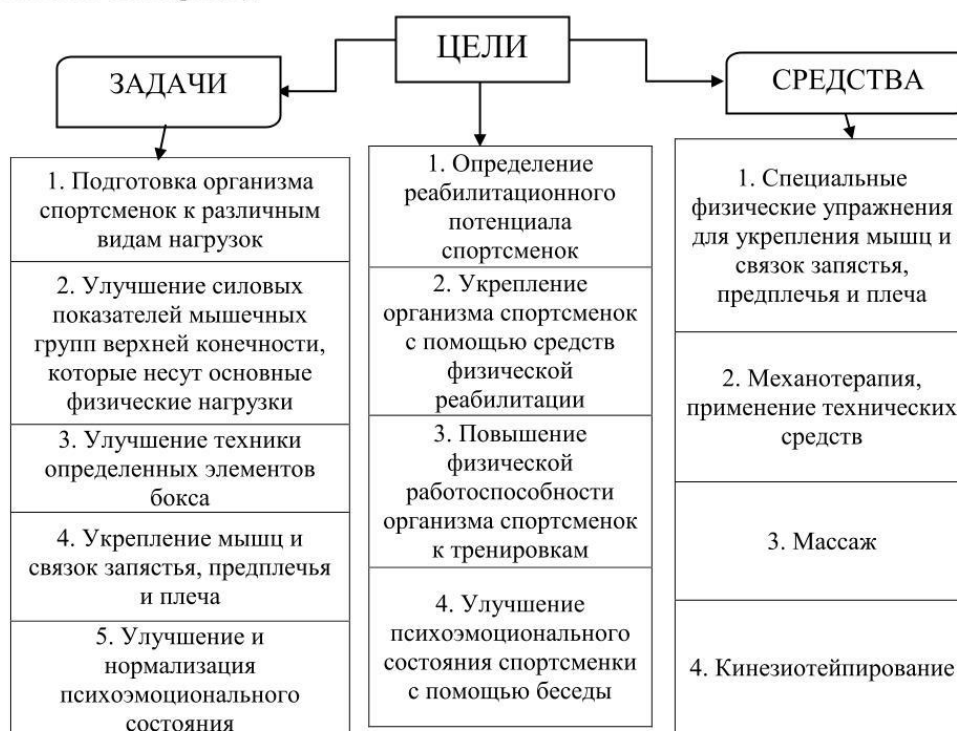 ЦЕЛИ
ЗАДАЧИ
СРЕДСТВА
1. Подготовка организма
спортсменок к различным
видам нагрузок
2. Улучшение силовых
показателей мышечных
групп верхней конечности,
которые несут основные
физические нагрузки
3. Улучшение техники
определенных элементов
бокса
4. Укрепление мышц и
связок запястья, предплечья
и плеча
5. Улучшение и
нормализация
психоэмоционального
состояния
1. Определение
реабилитационного
потенциала
спортсменок
2. Укрепление
организма спортсменок
с помощью средств
физической
реабилитации
3. Повышение
физической
работоспособности
организма спортсменок
к тренировкам
4. Улучшение
психоэмоционального
состояния спортсменки
с помощью беседы
1. Специальные
физические упражнения
для укрепления мышц и
связок запястья,
предплечья и плеча
2. Механотерапия,
применение технических
средств
3. Массаж
4. Кинезиотейпирование